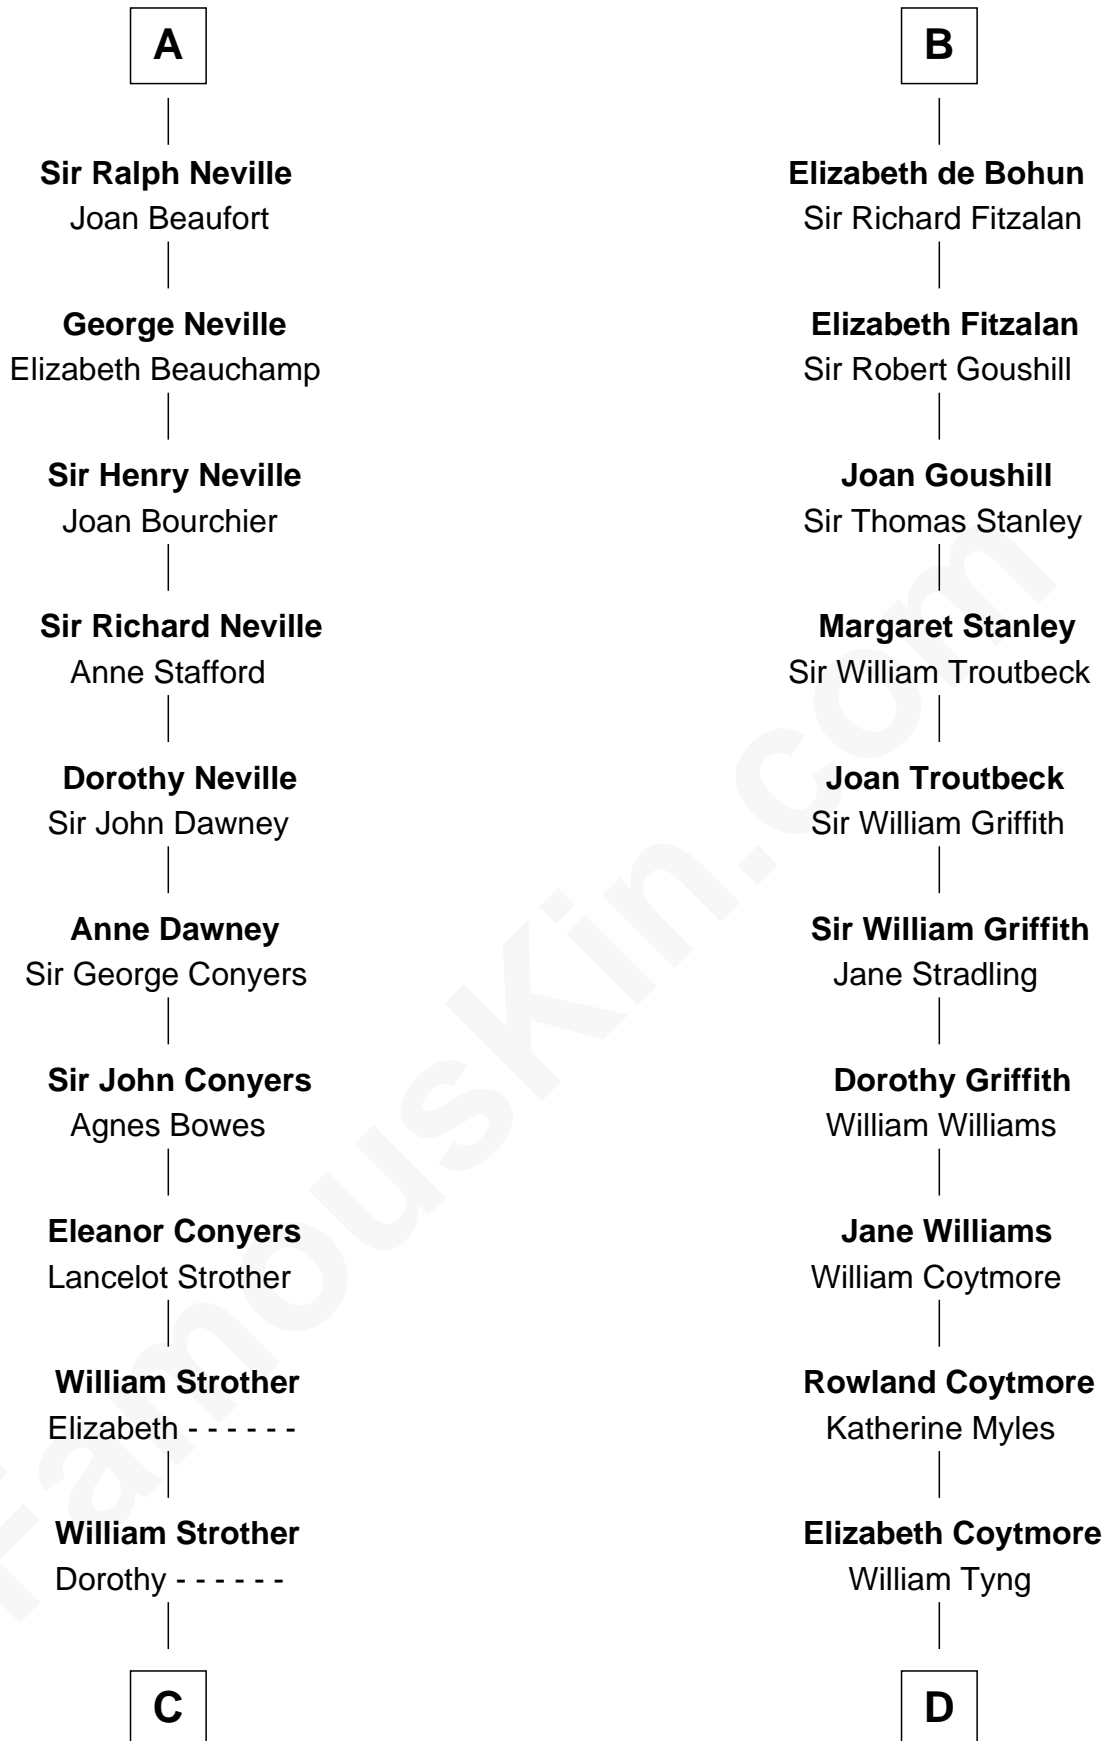 A
Sir Ralph Neville
Joan Beaufort
George Neville
Elizabeth Beauchamp
Sir Henry Neville
Joan Bourchier
Sir Richard Neville
Anne Stafford
Dorothy Neville
Sir John Dawney
Anne Dawney
Sir George Conyers
Sir John Conyers
Agnes Bowes
Eleanor Conyers
Lancelot Strother
William Strother
Elizabeth - - - - - -
William Strother
Dorothy - - - - - -
C
B
Elizabeth de Bohun
Sir Richard Fitzalan
Elizabeth Fitzalan
Sir Robert Goushill
Joan Goushill
Sir Thomas Stanley
Margaret Stanley
Sir William Troutbeck
Joan Troutbeck
Sir William Griffith
Sir William Griffith
Jane Stradling
Dorothy Griffith
William Williams
Jane Williams
William Coytmore
Rowland Coytmore
Katherine Myles
Elizabeth Coytmore
William Tyng
D
FamousKin.com